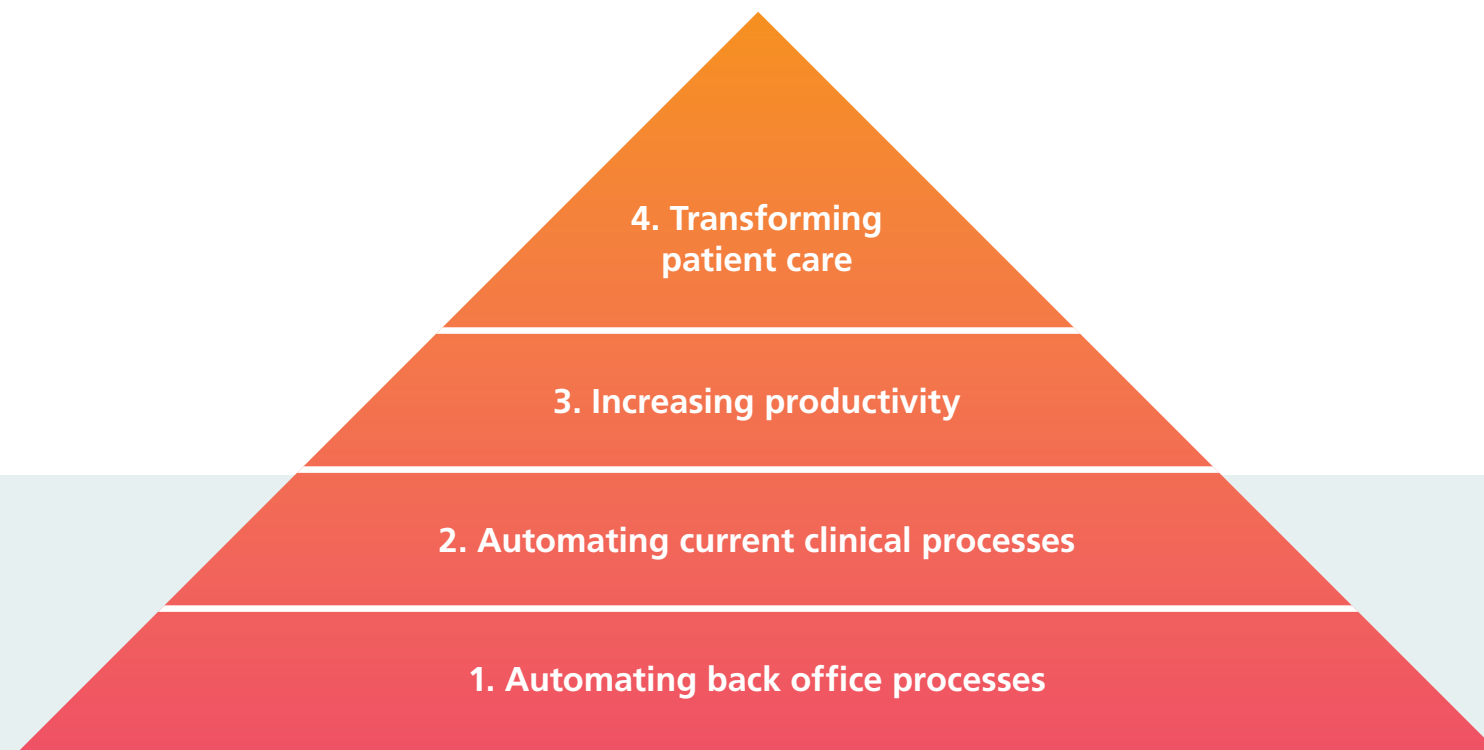 4. Transforming
patient care
3. Increasing productivity
2. Automating current clinical processes
1. Automating back office processes